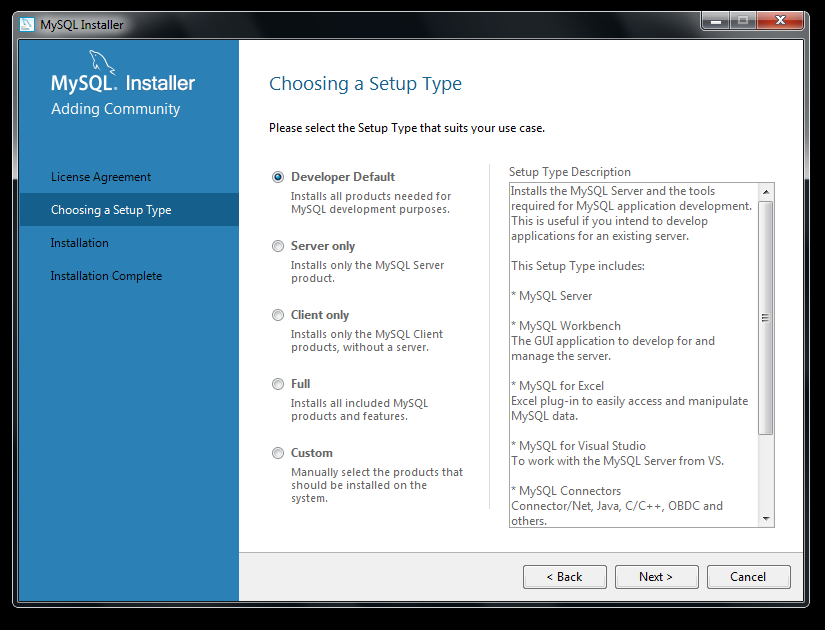 MySQL Installer
MySQL. Installer
Adding Community
License Agreement
Choosing a Setup Type
Installation
Installation Complete
Choosing a Setup Type
Please select the Setup Type that suits your use case.
Developer Default
Installs all products needed for
MySQL development purposes.
Server only
Installs only the MySQL Server
product.
Client only
Installs only the MySQL Client
products, without a server.
Full
Installs all included MySQL
products and features.
Custom
Manually select the products that
should be installed on the
system.
Setup Type Description
Installs the MySQL Server and the tools
required for MySQL application development.
This is useful if you intend to develop
applications for an existing server.
This Setup Type includes:
* MySQL Server
* MySQL Workbench
The GUI application to develop for and
manage the server.
* MySQL for Excel
Excel plug-in to easily access and manipulate
MySQL data.
* MySQL for Visual Studio
To work with the MySQL Server from VS.
* MySQL Connectors
Connector/Net, Java, C/C++, OBDC and
others.
< Back
Next >
Cancel